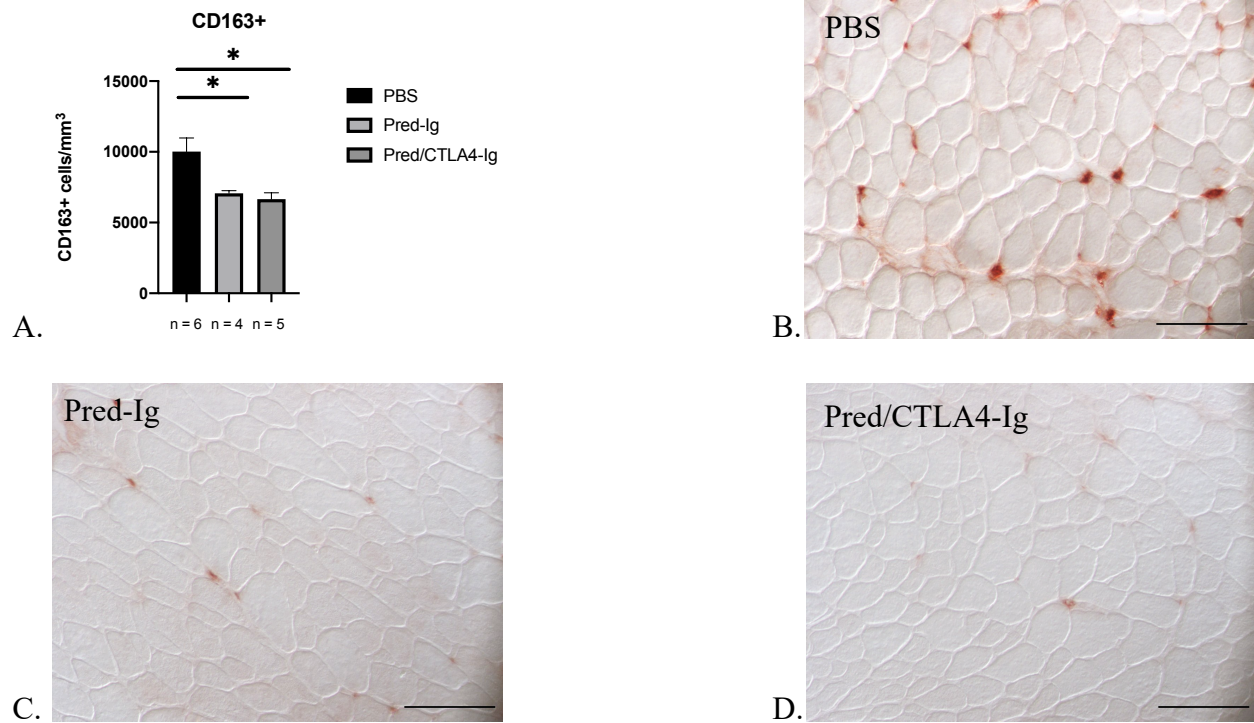 CD163+
*
*
15000
10000
5000
0
CD163+ cells/mm³
n = 6 n = 4 n = 5
PBS
Pred-Ig
Pred/CTLA4-Ig
A.
PBS
B.
Pred-Ig
C.
Pred/CTLA4-Ig
D.